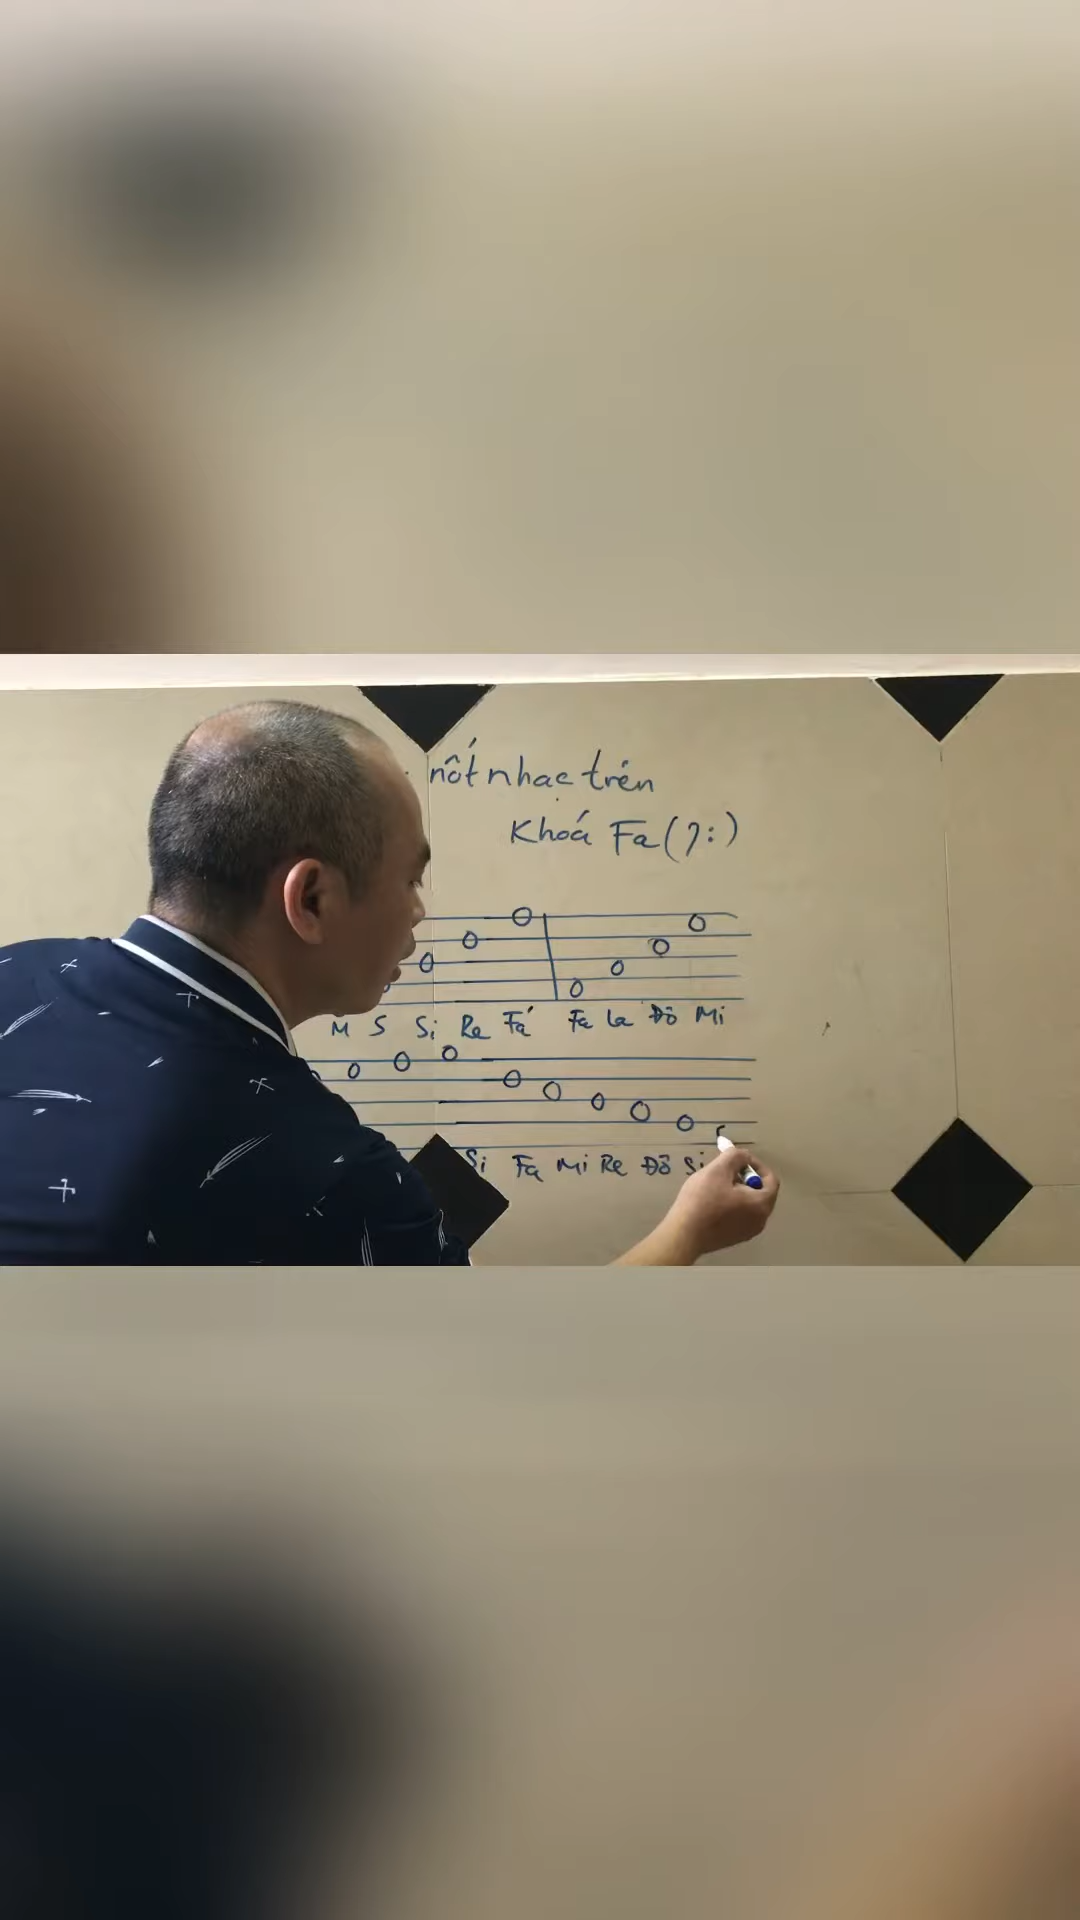 nốt nhạc trên
Khoá Fa (?:)
M S Si Re Fá Fa La Đô Mi
Si Fa Mi Re Đô Si